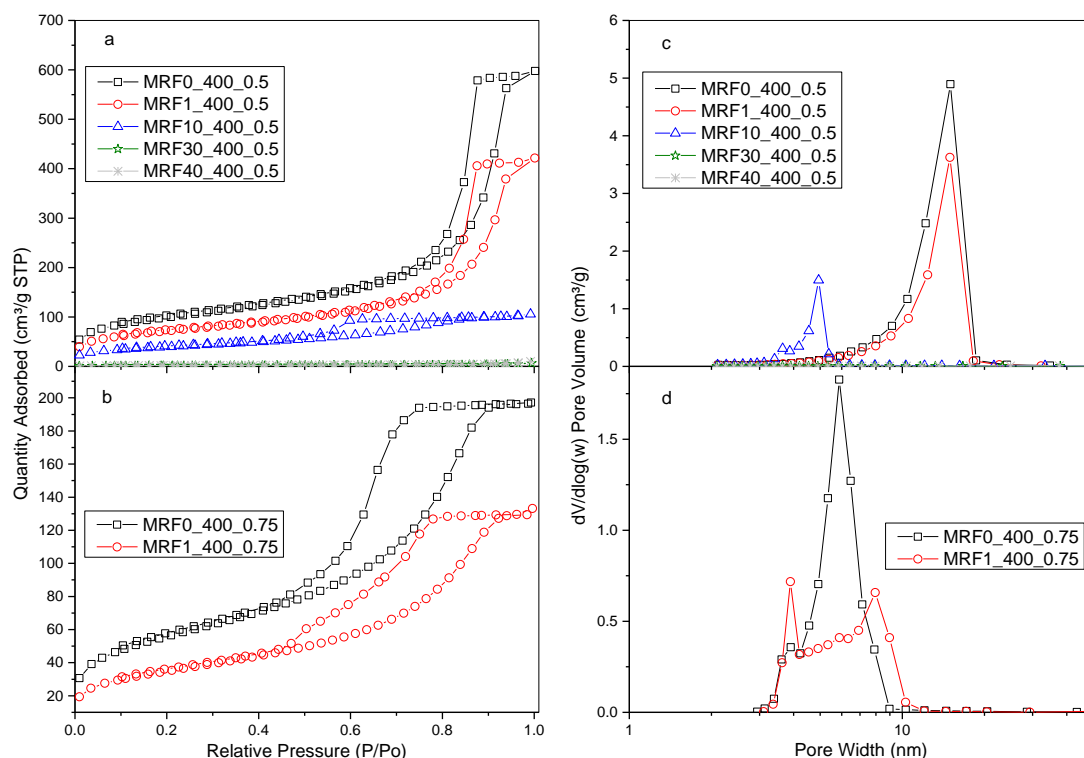 a
700
600
500
400
300
200
100
0
MRF0_400_0.5
MRF1_400_0.5
MRF10_400_0.5
MRF30_400_0.5
MRF40_400_0.5
b
200
180
160
140
120
100
80
60
40
20
MRF0_400_0.75
MRF1_400_0.75
0.0
0.2
0.4
0.6
0.8
1.0
Relative Pressure (P/Po)
Quantity Adsorbed (cm³/g STP)
c
6
5
4
3
2
1
0
MRF0_400_0.5
MRF1_400_0.5
MRF10_400_0.5
MRF30_400_0.5
MRF40_400_0.5
d
1.5
1.0
0.5
0.0
MRF0_400_0.75
MRF1_400_0.75
1
10
Pore Width (nm)
dV/dlog(w) Pore Volume (cm³/g)